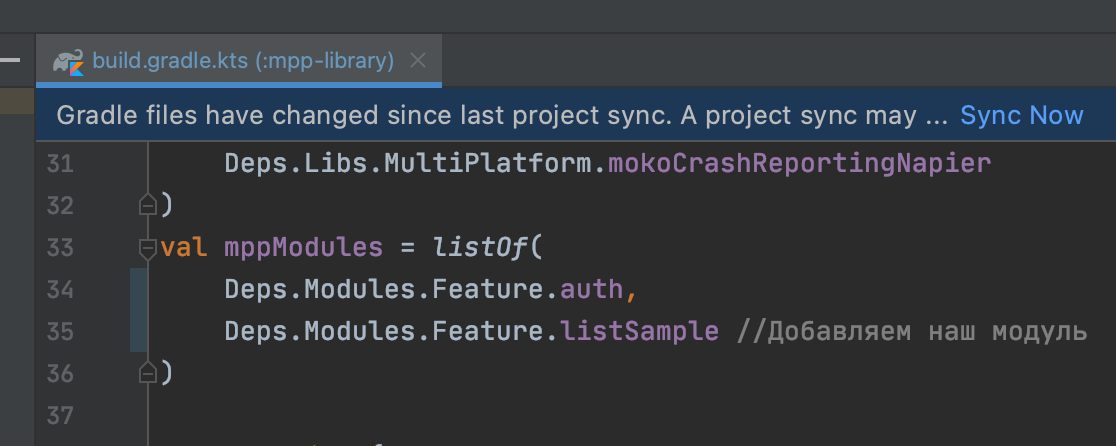 build.gradle.kts (:mpp-library)
Gradle files have changed since last project sync. A project sync may ... Sync Now
31 Deps.Libs.MultiPlatform.mokoCrashReportingNapier
32 )
33 val mppModules = listOf(
34 Deps.Modules.Feature.auth,
35 Deps.Modules.Feature.listSample //Добавляем наш модуль
36 )
37